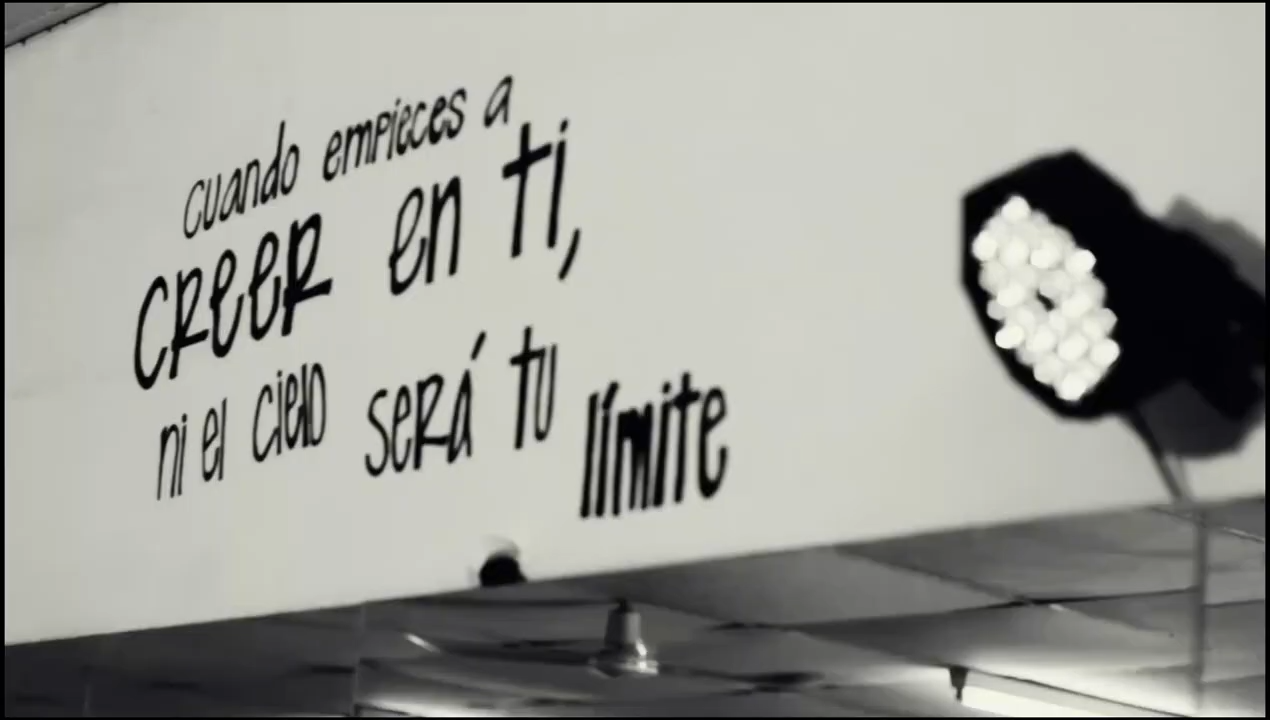 cuando empieces a
CREER en ti,
ni el cielo será tu
límite